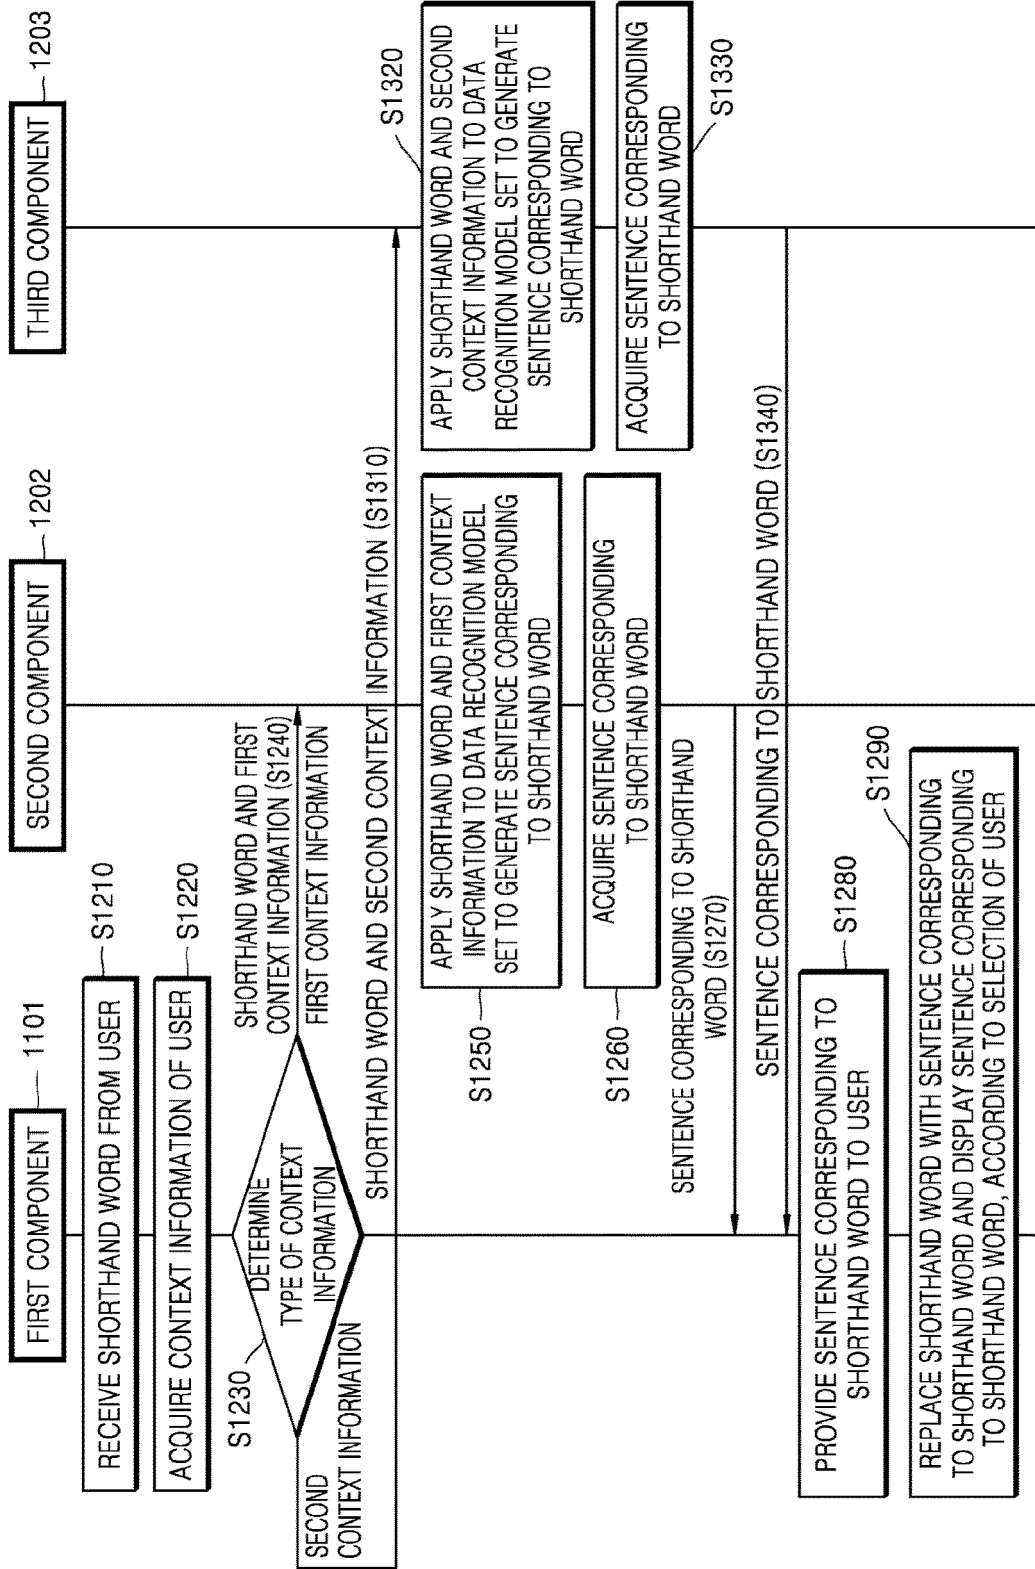 FIRST COMPONENT
1101
SECOND COMPONENT
1202
THIRD COMPONENT
1203
RECEIVE SHORTHAND WORD FROM USER
S1210
ACQUIRE CONTEXT INFORMATION OF USER
S1220
S1230
DETERMINE
TYPE OF CONTEXT
INFORMATION
SHORTHAND WORD AND FIRST
CONTEXT INFORMATION (S1240)
FIRST CONTEXT INFORMATION
SECOND
CONTEXT INFORMATION
SHORTHAND WORD AND SECOND CONTEXT INFORMATION (S1310)
S1250
APPLY SHORTHAND WORD AND FIRST CONTEXT
INFORMATION TO DATA RECOGNITION MODEL
SET TO GENERATE SENTENCE CORRESPONDING
TO SHORTHAND WORD
APPLY SHORTHAND WORD AND SECOND
CONTEXT INFORMATION TO DATA
RECOGNITION MODEL SET TO GENERATE
SENTENCE CORRESPONDING TO
SHORTHAND WORD
S1320
S1260
ACQUIRE SENTENCE CORRESPONDING
TO SHORTHAND WORD
ACQUIRE SENTENCE CORRESPONDING
TO SHORTHAND WORD
S1330
SENTENCE CORRESPONDING TO SHORTHAND
WORD (S1270)
SENTENCE CORRESPONDING TO SHORTHAND WORD (S1340)
PROVIDE SENTENCE CORRESPONDING TO
SHORTHAND WORD TO USER
S1280
REPLACE SHORTHAND WORD WITH SENTENCE CORRESPONDING
TO SHORTHAND WORD AND DISPLAY SENTENCE CORRESPONDING
TO SHORTHAND WORD, ACCORDING TO SELECTION OF USER
S1290